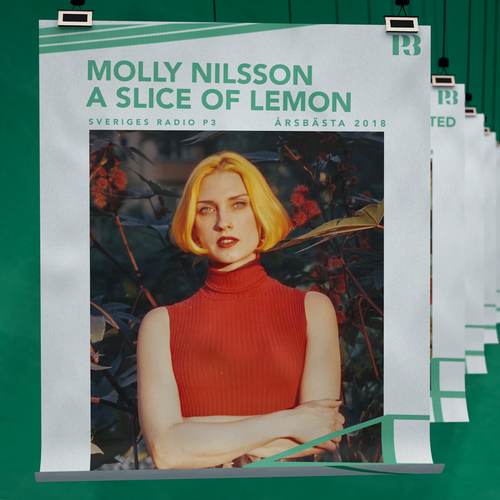 P3
MOLLY NILSSON
A SLICE OF LEMON
SVERIGES RADIO P3
ÅRSBÄSTA 2018
P3
TED